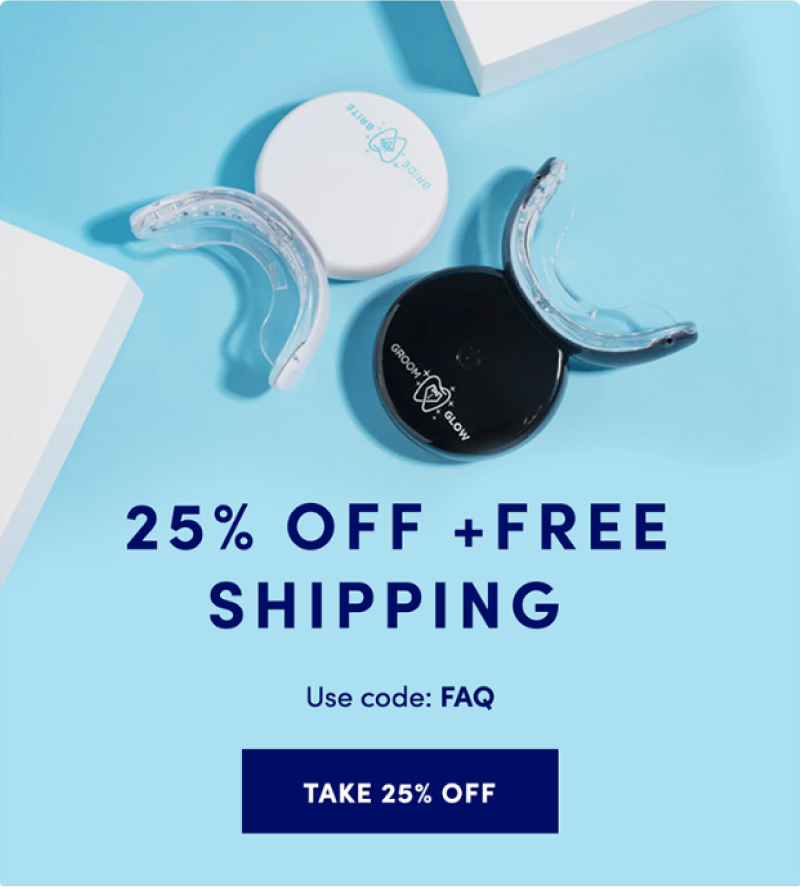 BRIDE BRITE
GROOM GLOW
25% OFF +FREE
SHIPPING
Use code: FAQ
TAKE 25% OFF